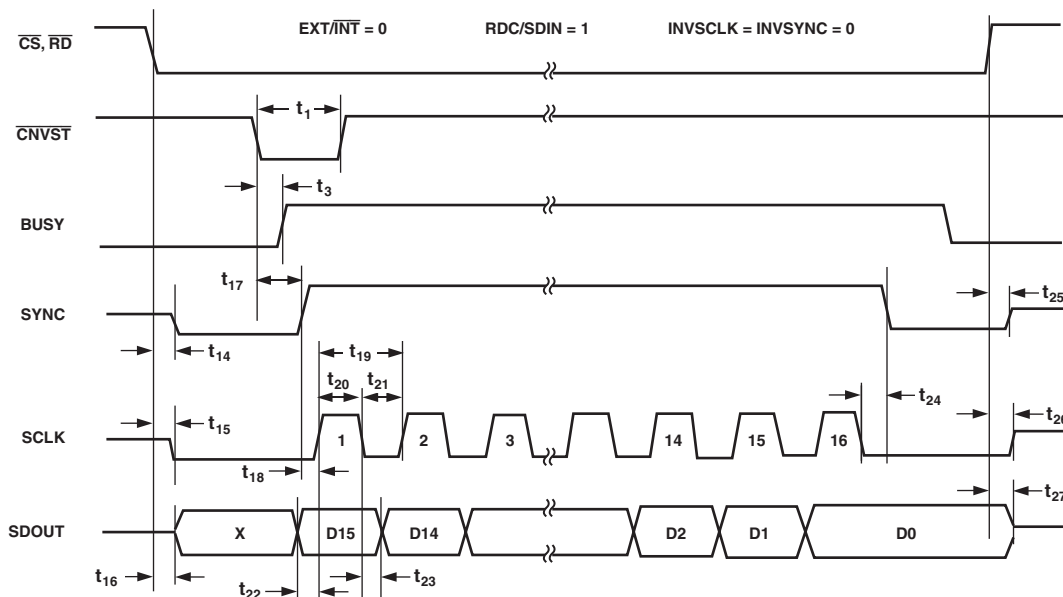 EXT/INT = 0 RDC/SDIN = 1 INVSCLK = INVSYNC = 0
CS, RD
t1
CNVST
t3
BUSY
t17
t25
SYNC
t14
t19
t20 t21
t24
t15
t26
SCLK
1 2 3 14 15 16
t18
t27
SDOUT
X D15 D14 D2 D1 D0
t16
t22
t23